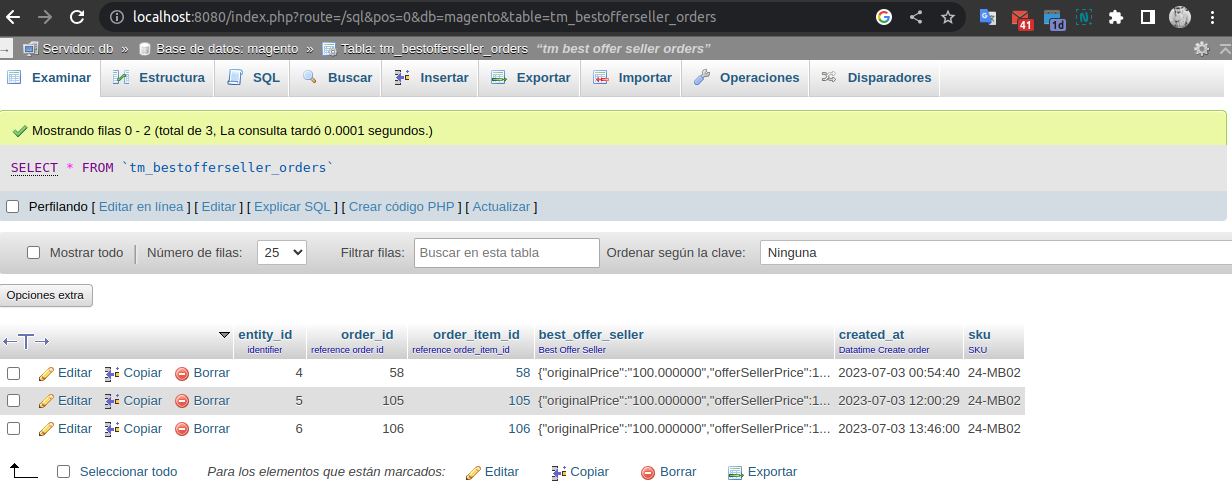 localhost:8080/index.php?route=/sql&pos=0&db=magento&table=tm_bestofferseller_orders 41 1d N
Servidor: db » Base de datos: magento » Tabla: tm_bestofferseller_orders “tm best offer seller orders”
Examinar Estructura SQL Buscar Insertar Exportar Importar Operaciones Disparadores
Mostrando filas 0 - 2 (total de 3, La consulta tardó 0.0001 segundos.)
SELECT * FROM `tm_bestofferseller_orders`
Perfilando [ Editar en línea ] [ Editar ] [ Explicar SQL ] [ Crear código PHP ] [ Actualizar ]
Mostrar todo Número de filas: 25 Filtrar filas: Buscar en esta tabla Ordenar según la clave: Ninguna
Opciones extra
entity_id order_id order_item_id best_offer_seller created_at sku
identifier reference order id reference order_item_id Best Offer Seller Datatime Create order SKU
Editar Copiar Borrar 4 58 58 {"originalPrice":"100.000000","offerSellerPrice":1... 2023-07-03 00:54:40 24-MB02
Editar Copiar Borrar 5 105 105 {"originalPrice":"100.000000","offerSellerPrice":1... 2023-07-03 12:00:29 24-MB02
Editar Copiar Borrar 6 106 106 {"originalPrice":"100.000000","offerSellerPrice":1... 2023-07-03 13:46:00 24-MB02
Seleccionar todo Para los elementos que están marcados: Editar Copiar Borrar Exportar